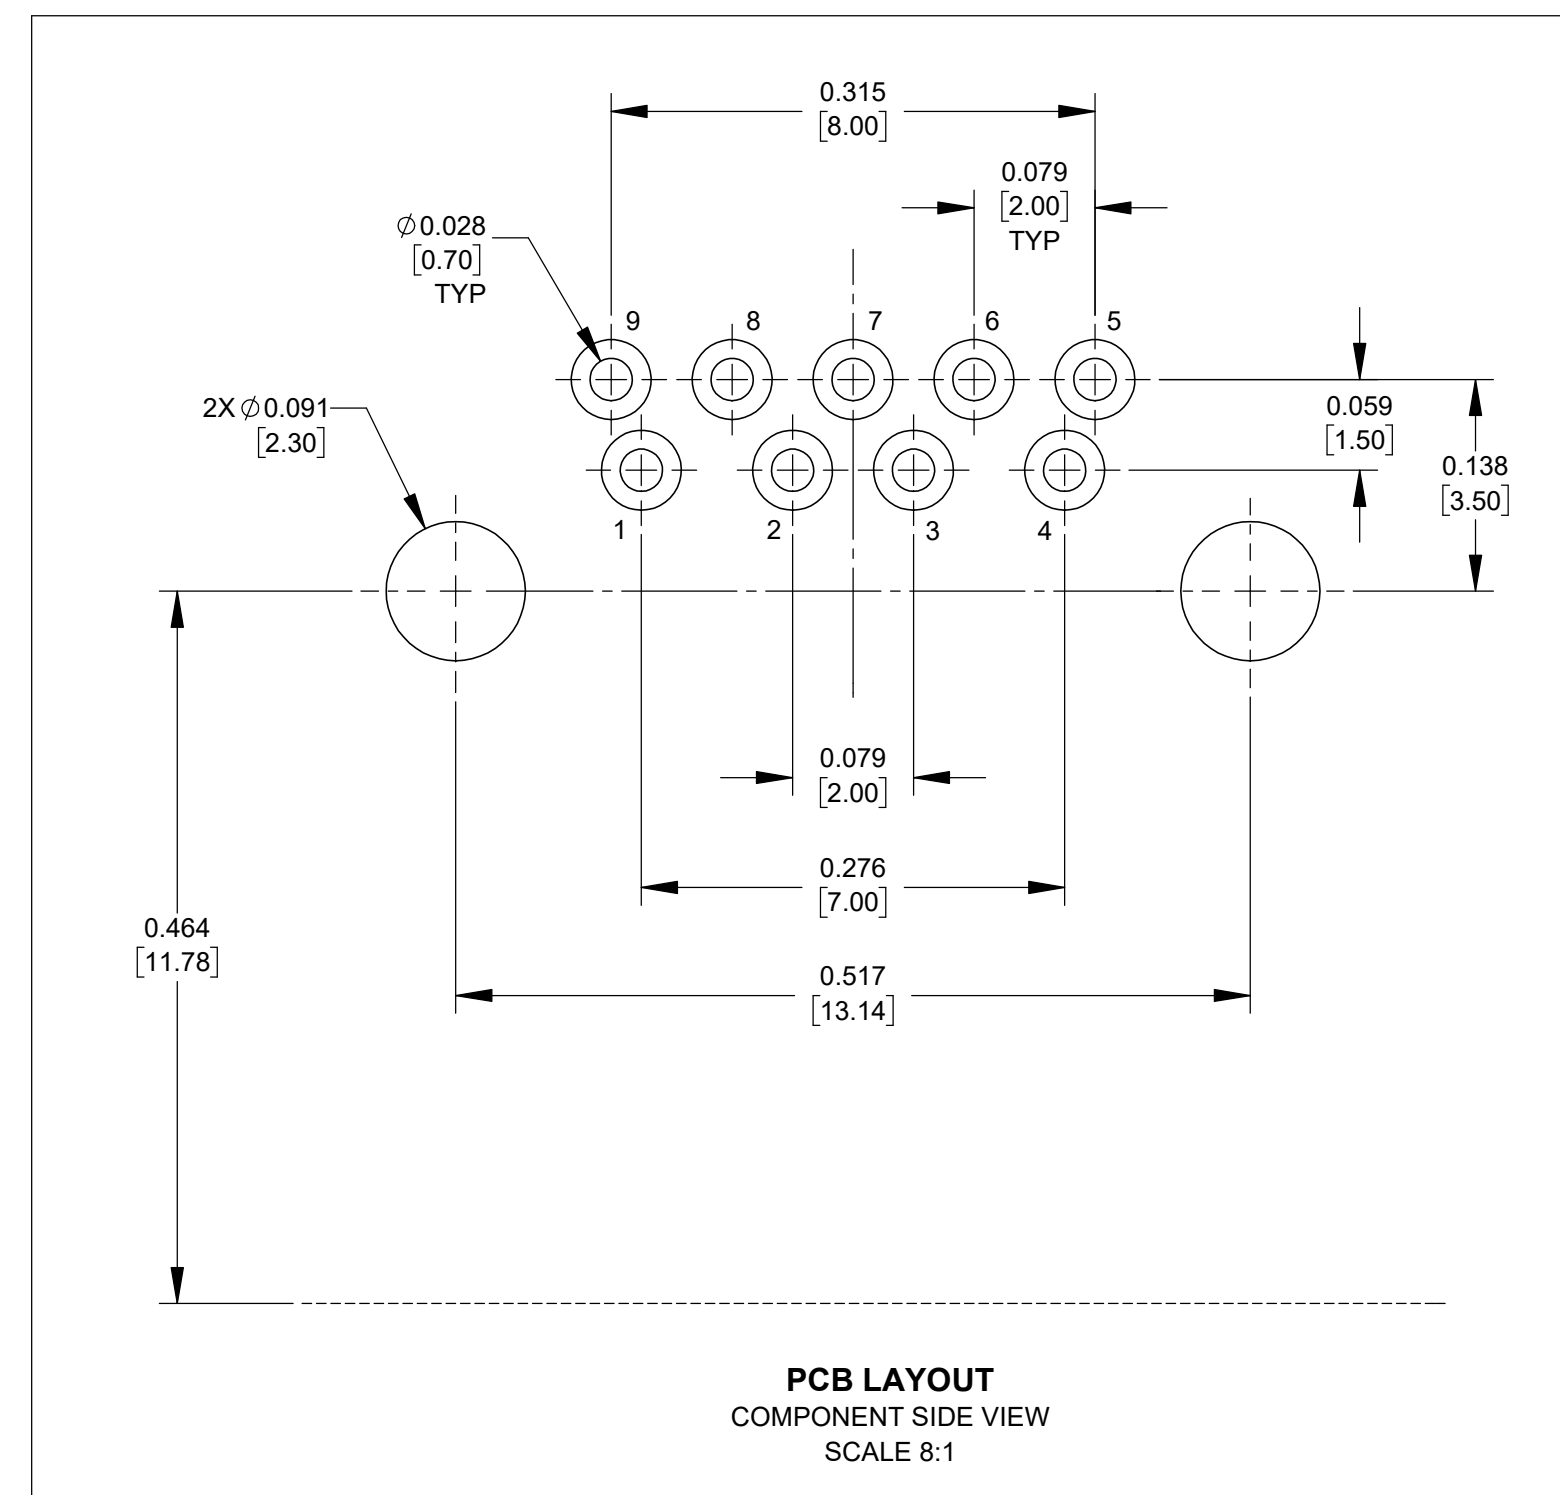 0.315
[8.00]
0.079
[2.00]
TYP
⌀0.028
[0.70]
TYP
9 8 7 6 5
2X ⌀0.091
[2.30]
0.059
[1.50]
0.138
[3.50]
1 2 3 4
0.079
[2.00]
0.276
[7.00]
0.464
[11.78]
0.517
[13.14]
PCB LAYOUT
COMPONENT SIDE VIEW
SCALE 8:1